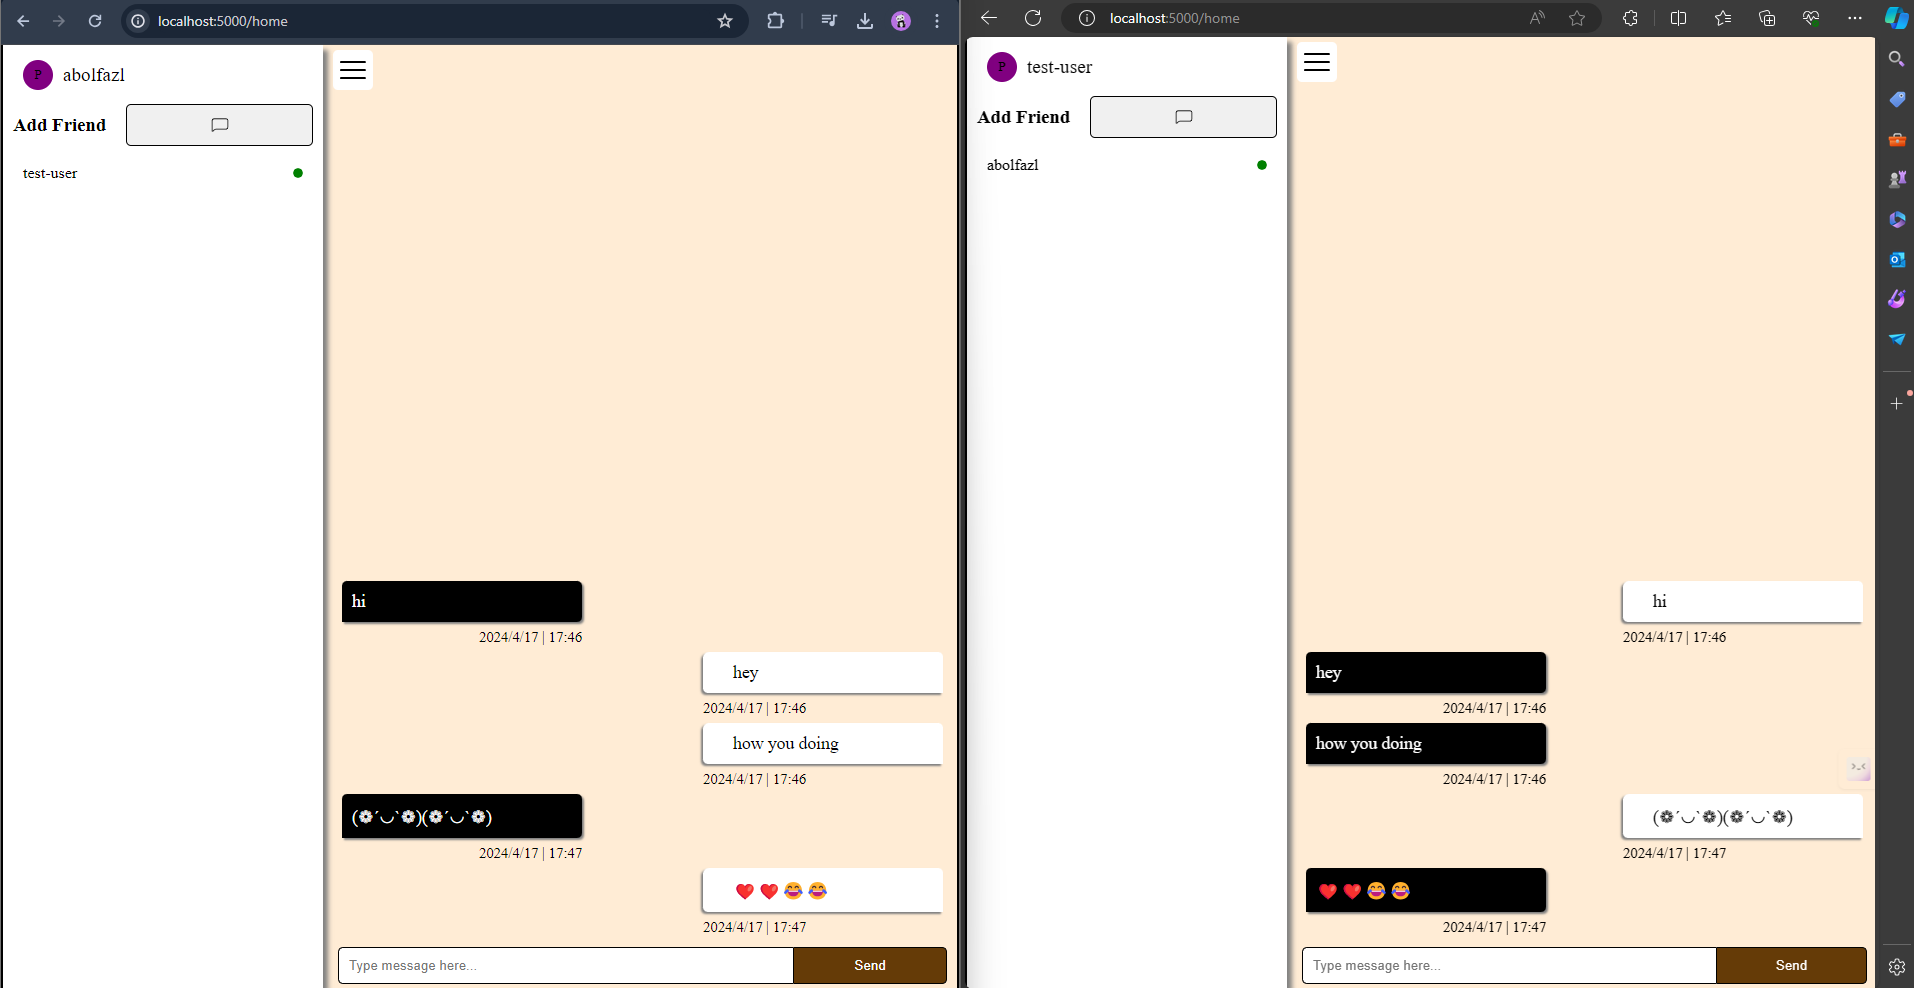 localhost:5000/home
P abolfazl
Add Friend
test-user
hi
2024/4/17 | 17:46
hey
2024/4/17 | 17:46
how you doing
2024/4/17 | 17:46
(❁´◡`❁)(❁´◡`❁)
2024/4/17 | 17:47
❤️❤️😂😂
2024/4/17 | 17:47
Type message here...
Send
localhost:5000/home
P test-user
Add Friend
abolfazl
hi
2024/4/17 | 17:46
hey
2024/4/17 | 17:46
how you doing
2024/4/17 | 17:46
(❁´◡`❁)(❁´◡`❁)
2024/4/17 | 17:47
❤️❤️😂😂
2024/4/17 | 17:47
Type message here...
Send